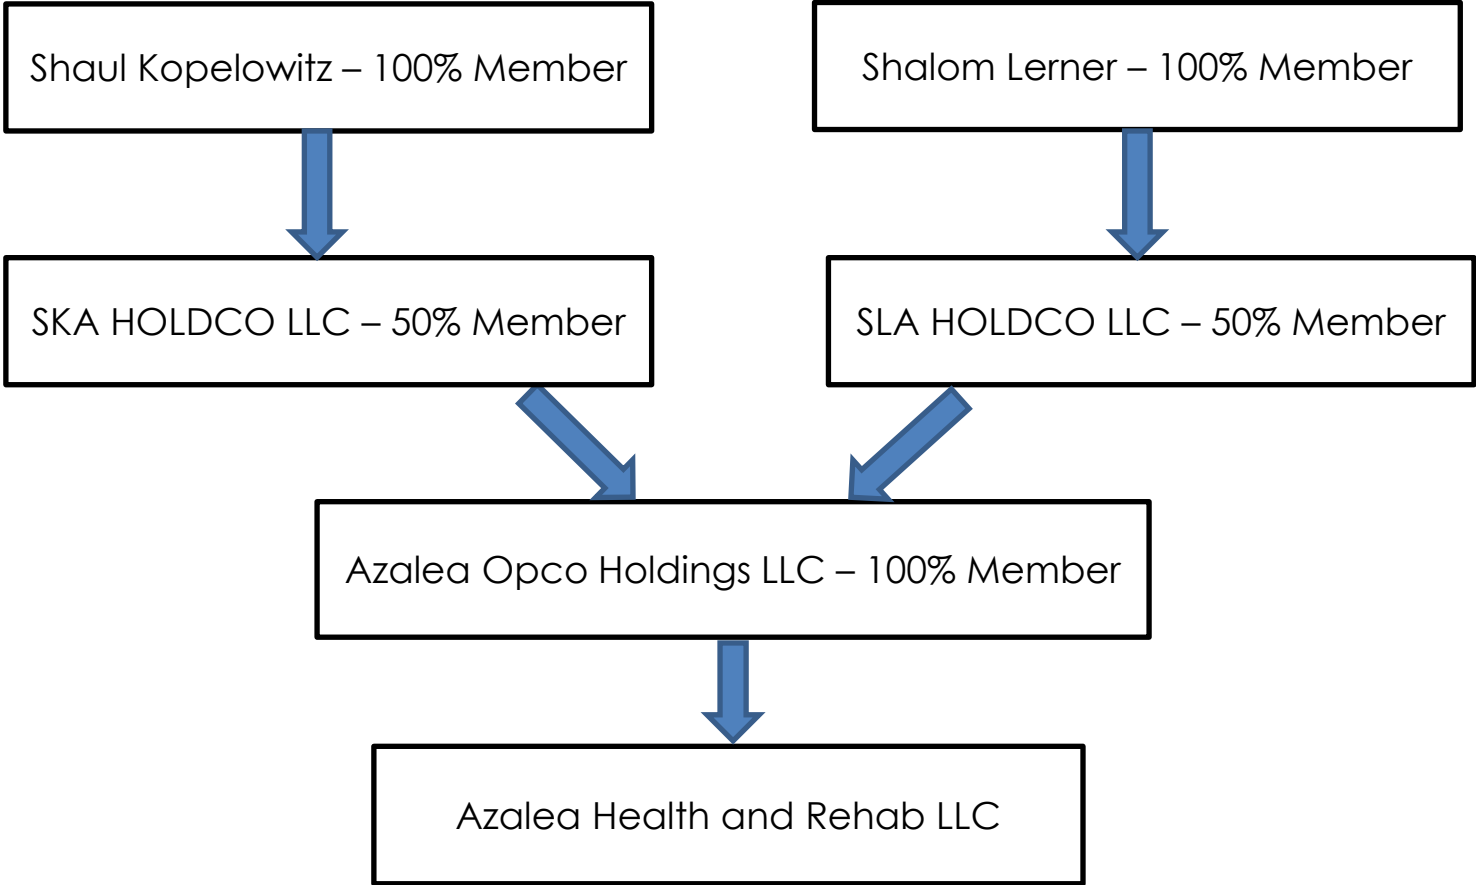 Shaul Kopelowitz – 100% Member
Shalom Lerner – 100% Member
SKA HOLDCO LLC – 50% Member
SLA HOLDCO LLC – 50% Member
Azalea Opco Holdings LLC – 100% Member
Azalea Health and Rehab LLC